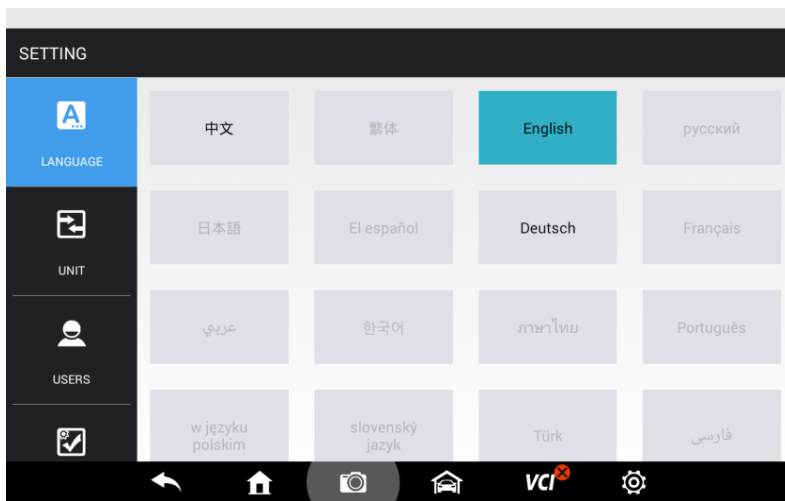 SETTING
LANGUAGE
UNIT
USERS
中文
繁体
English
русский
日本語
El español
Deutsch
Français
عربي
한국어
ภาษาไทย
Português
w języku
polskim
slovenský
jazyk
Türk
فارسی
VCI